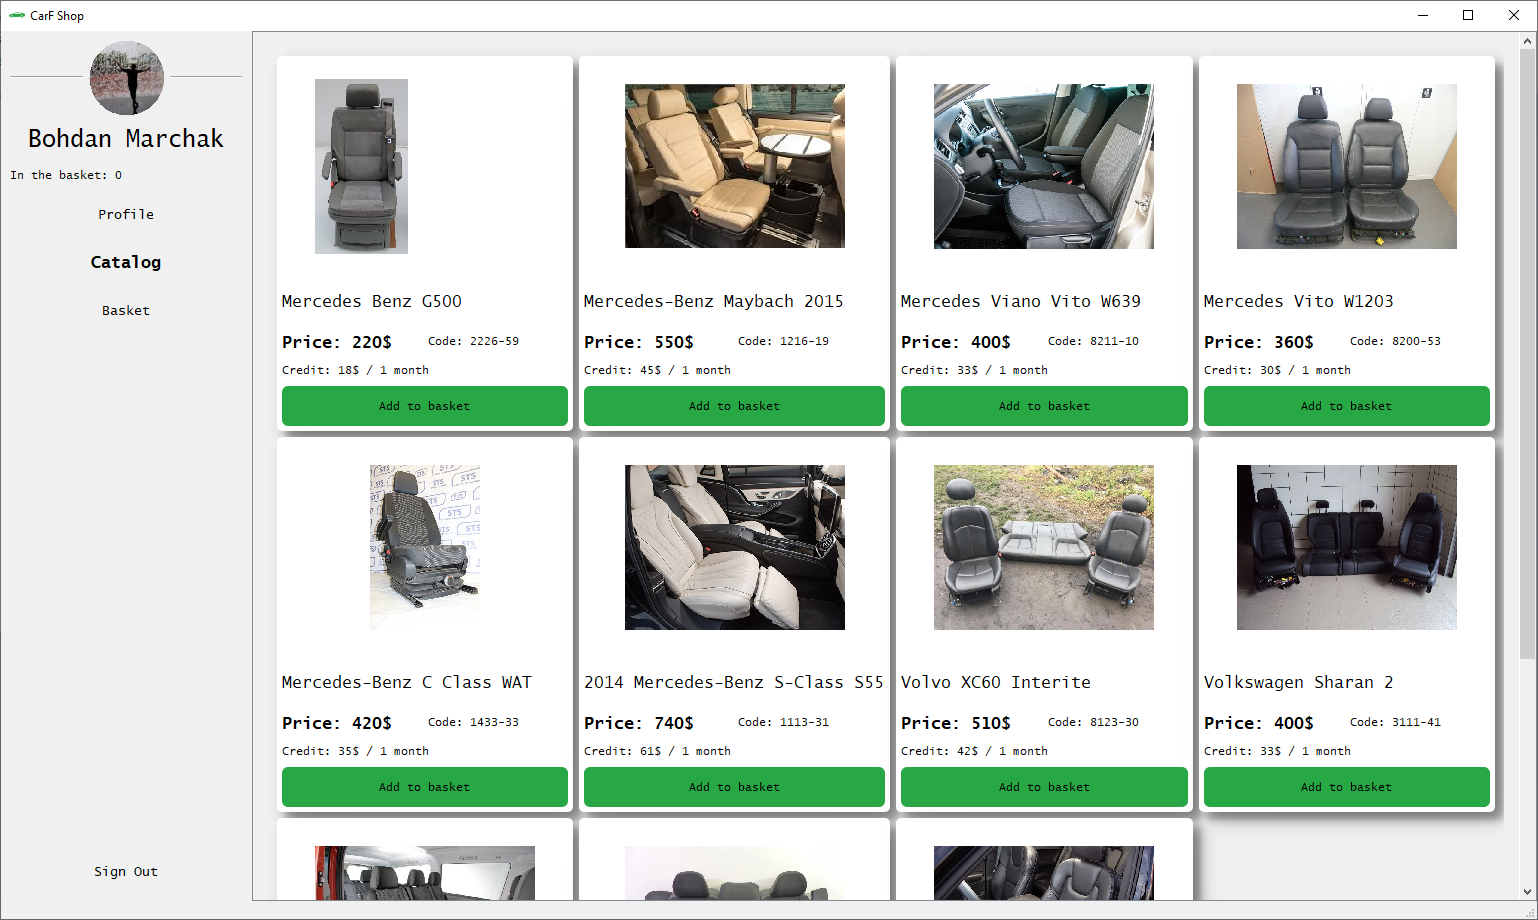 CarF Shop
Bohdan Marchak
In the basket: 0
Profile
Catalog
Basket
Sign Out
Mercedes Benz G500
Price: 220$ Code: 2226-59
Credit: 18$ / 1 month
Add to basket
Mercedes-Benz Maybach 2015
Price: 550$ Code: 1216-19
Credit: 45$ / 1 month
Add to basket
Mercedes Viano Vito W639
Price: 400$ Code: 8211-10
Credit: 33$ / 1 month
Add to basket
Mercedes Vito W1203
Price: 360$ Code: 8200-53
Credit: 30$ / 1 month
Add to basket
STS
Mercedes-Benz C Class WAT
Price: 420$ Code: 1433-33
Credit: 35$ / 1 month
Add to basket
2014 Mercedes-Benz S-Class S55
Price: 740$ Code: 1113-31
Credit: 61$ / 1 month
Add to basket
Volvo XC60 Interite
Price: 510$ Code: 8123-30
Credit: 42$ / 1 month
Add to basket
Volkswagen Sharan 2
Price: 400$ Code: 3111-41
Credit: 33$ / 1 month
Add to basket